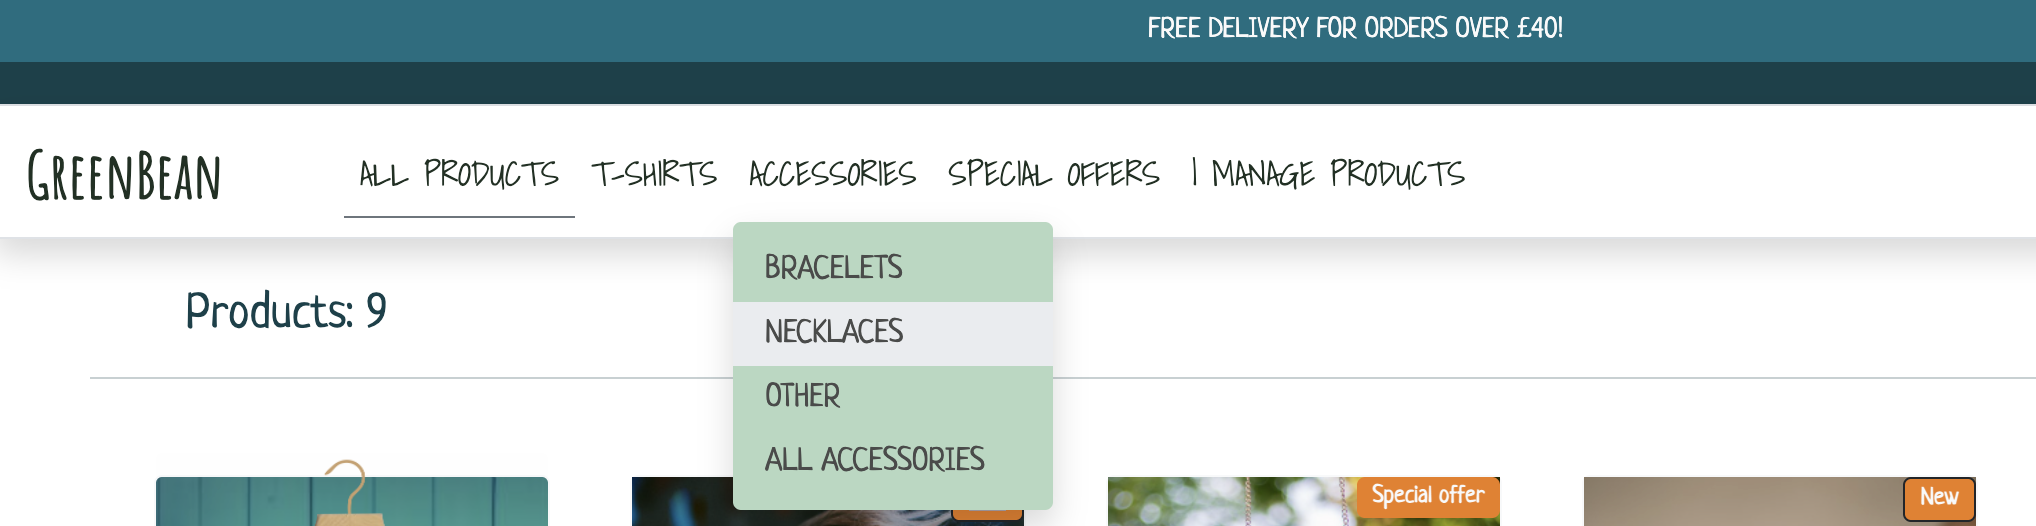 FREE DELIVERY FOR ORDERS OVER £40!
GREENBEAN
ALL PRODUCTS T-SHIRTS ACCESSORIES SPECIAL OFFERS | MANAGE PRODUCTS
BRACELETS
NECKLACES
OTHER
ALL ACCESSORIES
Products: 9
Special offer
New